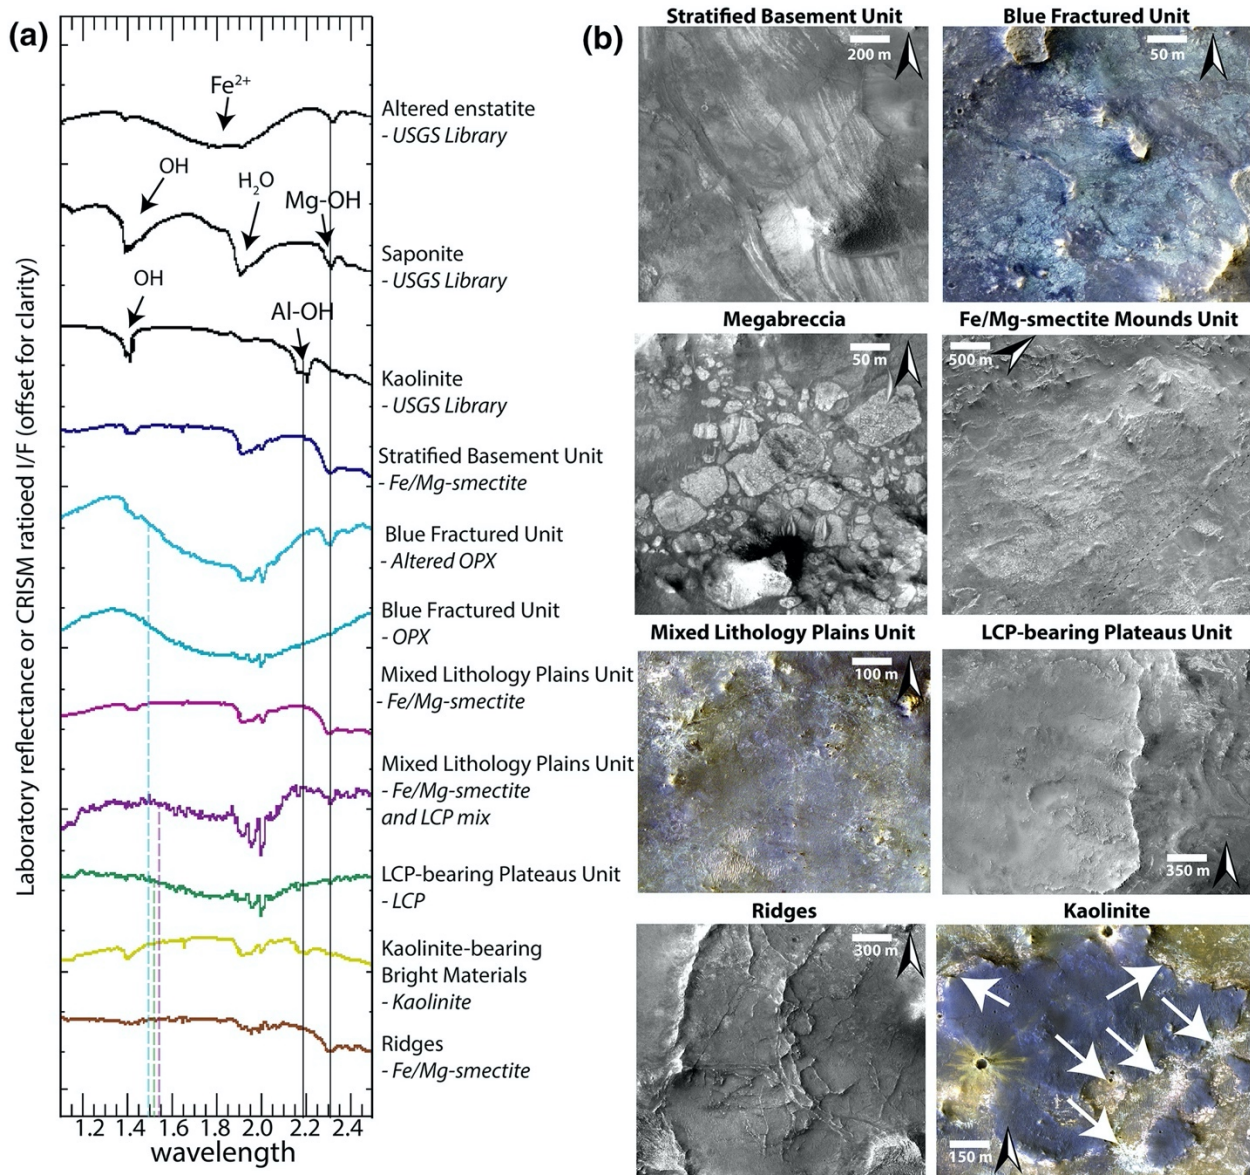 (a)
Laboratory reflectance or CRISM ratioed I/F (offset for clarity)
Fe2+
Altered enstatite
- USGS Library
OH
H2O
Mg-OH
Saponite
- USGS Library
OH
Al-OH
Kaolinite
- USGS Library
Stratified Basement Unit
- Fe/Mg-smectite
Blue Fractured Unit
- Altered OPX
Blue Fractured Unit
- OPX
Mixed Lithology Plains Unit
- Fe/Mg-smectite
Mixed Lithology Plains Unit
- Fe/Mg-smectite
and LCP mix
LCP-bearing Plateaus Unit
- LCP
Kaolinite-bearing
Bright Materials
- Kaolinite
Ridges
- Fe/Mg-smectite
1.2 1.4 1.6 1.8 2.0 2.2 2.4
wavelength
(b)
Stratified Basement Unit
200 m
Blue Fractured Unit
50 m
Megabreccia
50 m
Fe/Mg-smectite Mounds Unit
500 m
Mixed Lithology Plains Unit
100 m
LCP-bearing Plateaus Unit
350 m
Ridges
300 m
Kaolinite
150 m